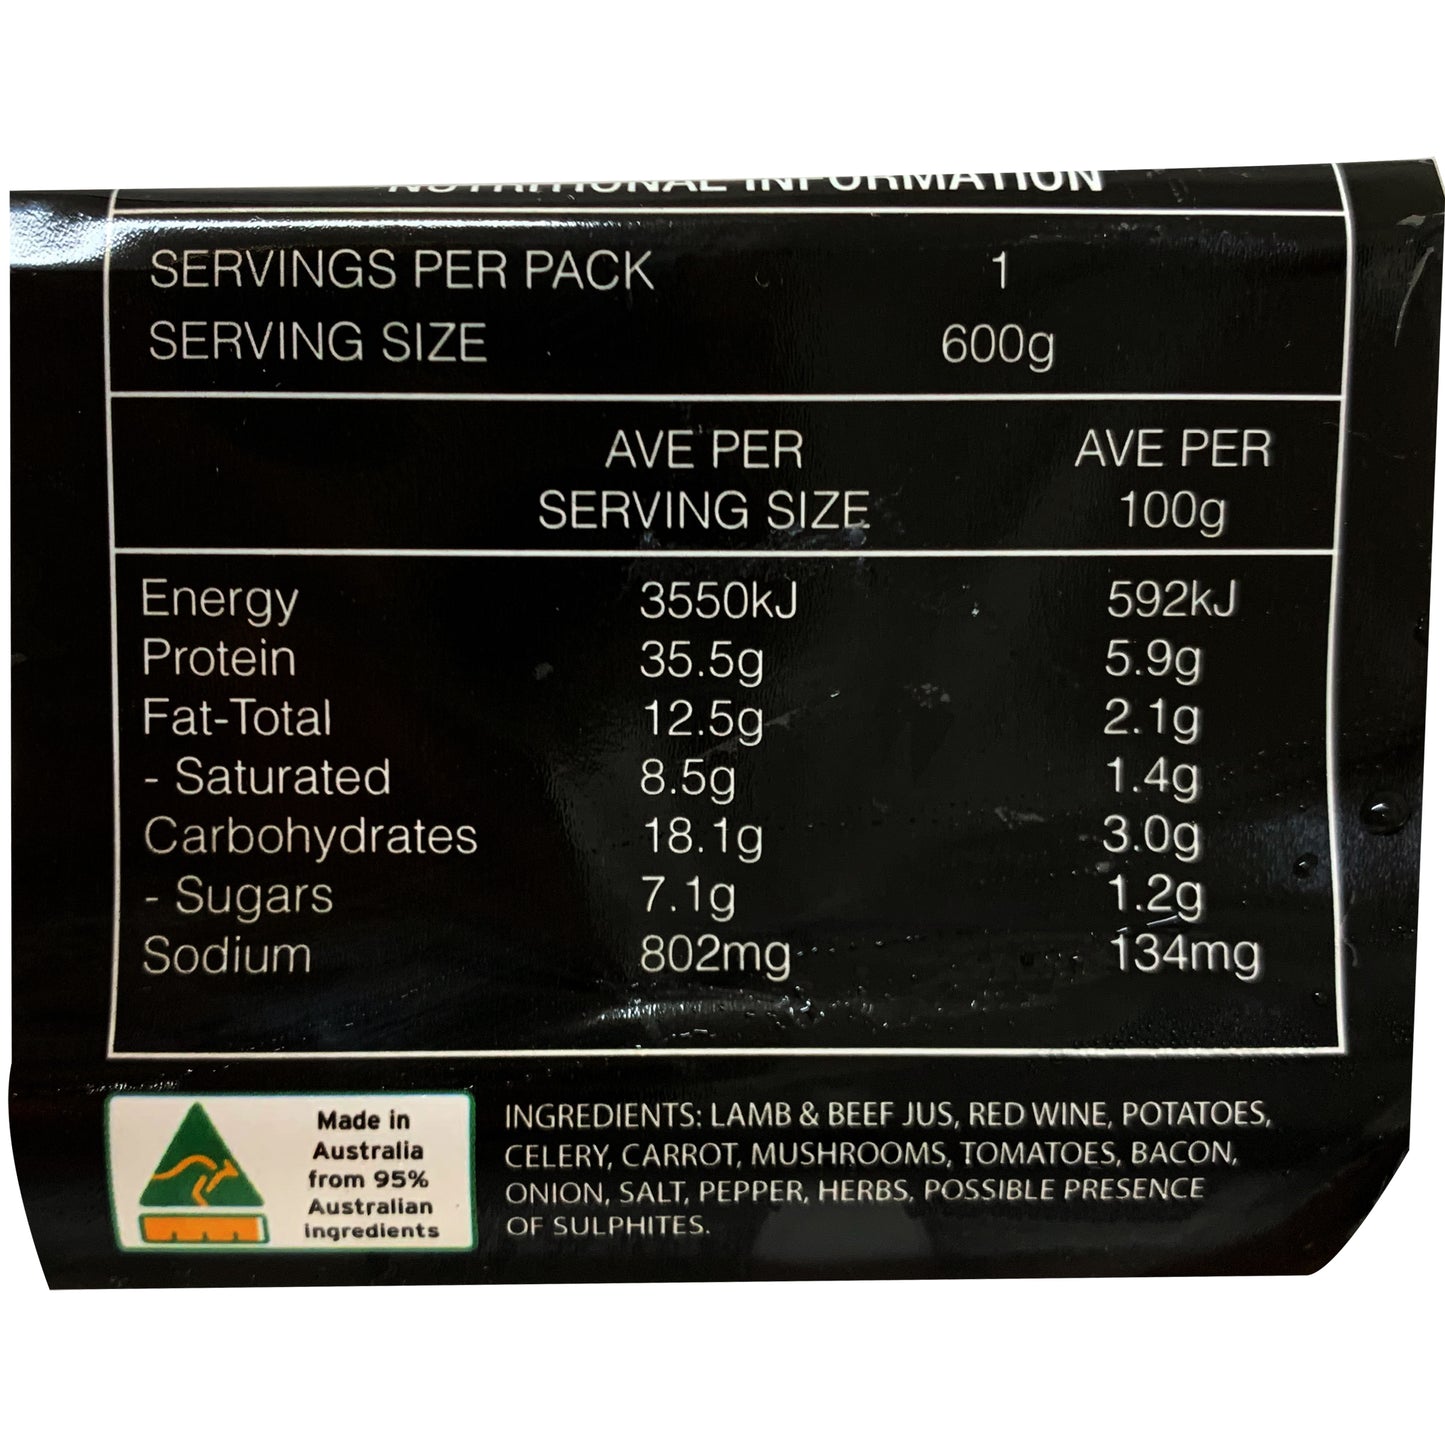 NUTRITIONAL INFORMATION
SERVINGS PER PACK 1
SERVING SIZE 600g
AVE PER AVE PER
SERVING SIZE 100g
Energy 3550kJ 592kJ
Protein 35.5g 5.9g
Fat-Total 12.5g 2.1g
- Saturated 8.5g 1.4g
Carbohydrates 18.1g 3.0g
- Sugars 7.1g 1.2g
Sodium 802mg 134mg
Made in
Australia
from 95%
Australian
ingredients
INGREDIENTS: LAMB & BEEF JUS, RED WINE, POTATOES,
CELERY, CARROT, MUSHROOMS, TOMATOES, BACON,
ONION, SALT, PEPPER, HERBS. POSSIBLE PRESENCE
OF SULPHITES.